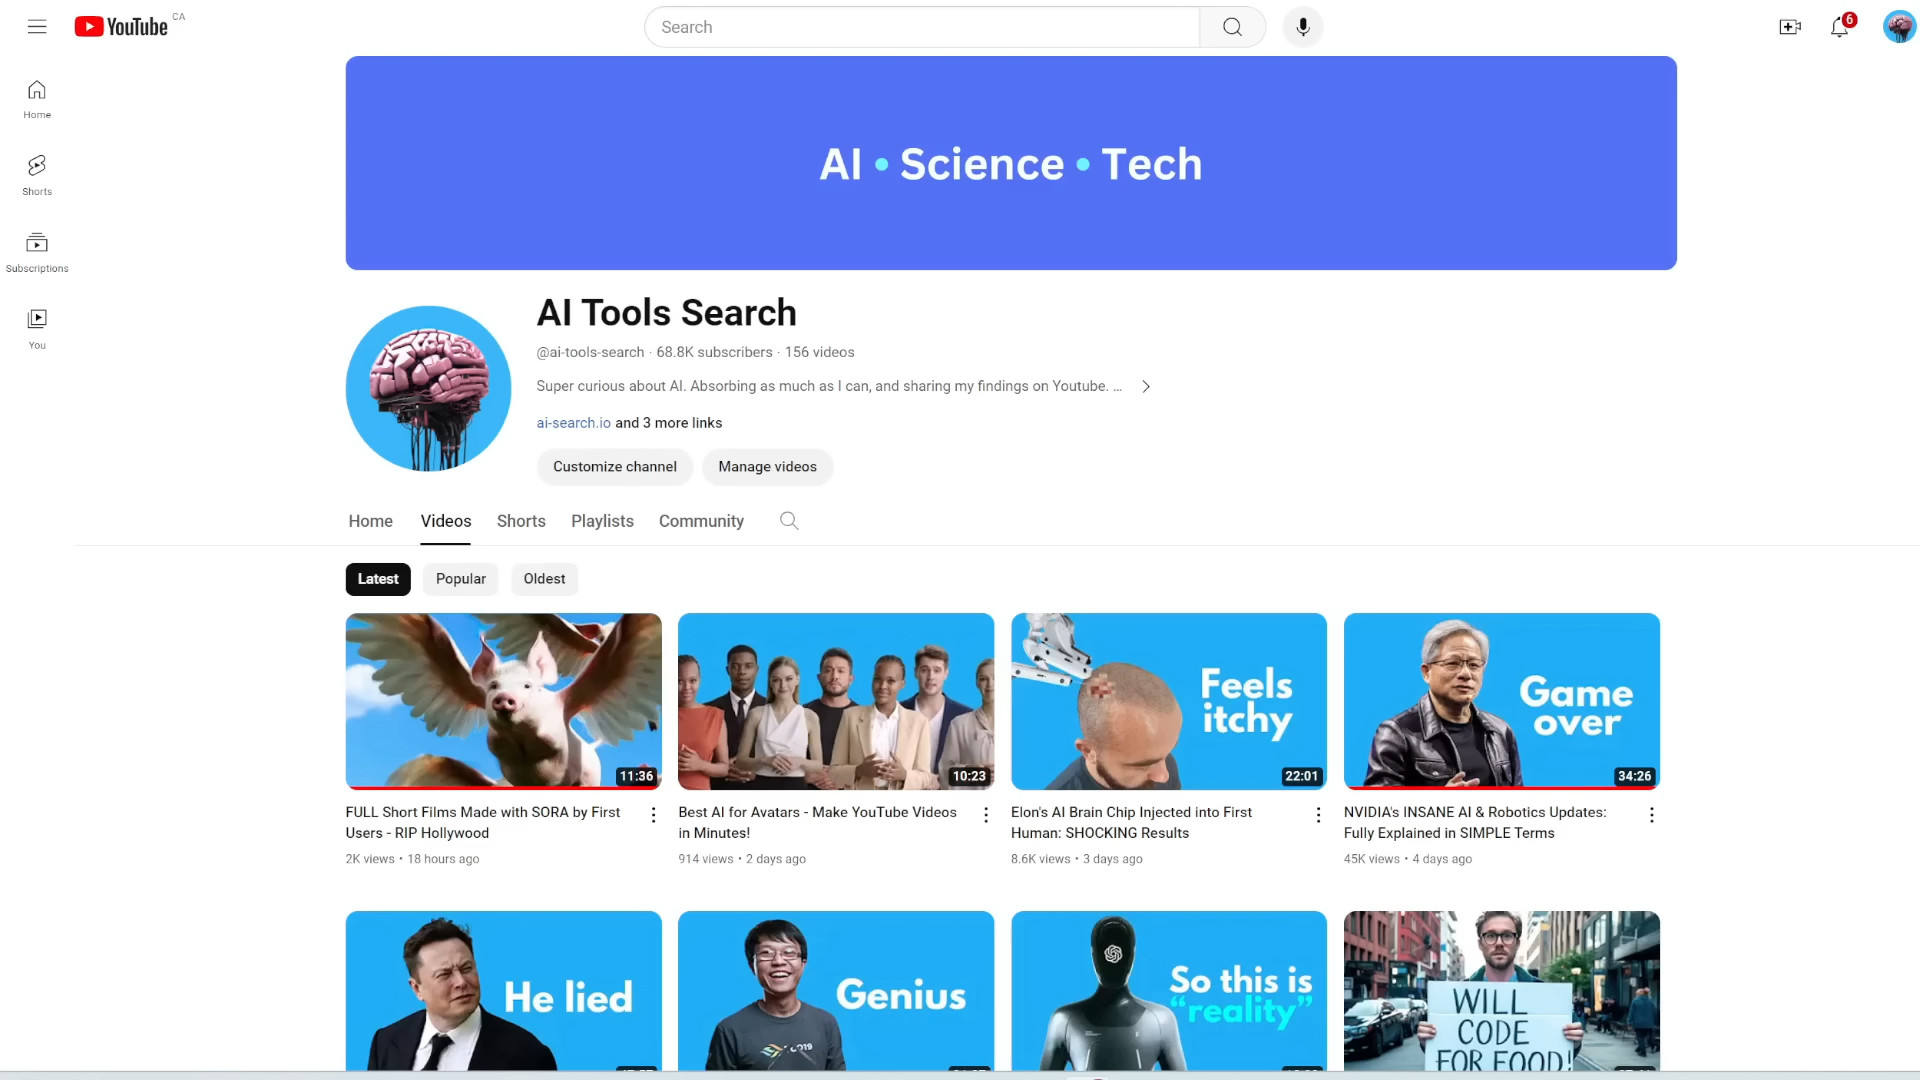 YouTube CA
Search
6
Home
Shorts
Subscriptions
You
AI • Science • Tech
AI Tools Search
@ai-tools-search · 68.8K subscribers · 156 videos
Super curious about AI. Absorbing as much as I can, and sharing my findings on Youtube. ...
ai-search.io and 3 more links
Customize channel
Manage videos
Home
Videos
Shorts
Playlists
Community
Latest
Popular
Oldest
11:36
10:23
Feels
itchy
22:01
Game
over
34:26
FULL Short Films Made with SORA by First
Users - RIP Hollywood
2K views • 18 hours ago
Best AI for Avatars - Make YouTube Videos
in Minutes!
914 views • 2 days ago
Elon's AI Brain Chip Injected into First
Human: SHOCKING Results
8.6K views • 3 days ago
NVIDIA's INSANE AI & Robotics Updates:
Fully Explained in SIMPLE Terms
45K views • 4 days ago
He lied
Genius
So this is
“reality”
WILL
CODE
FOR FOOD!